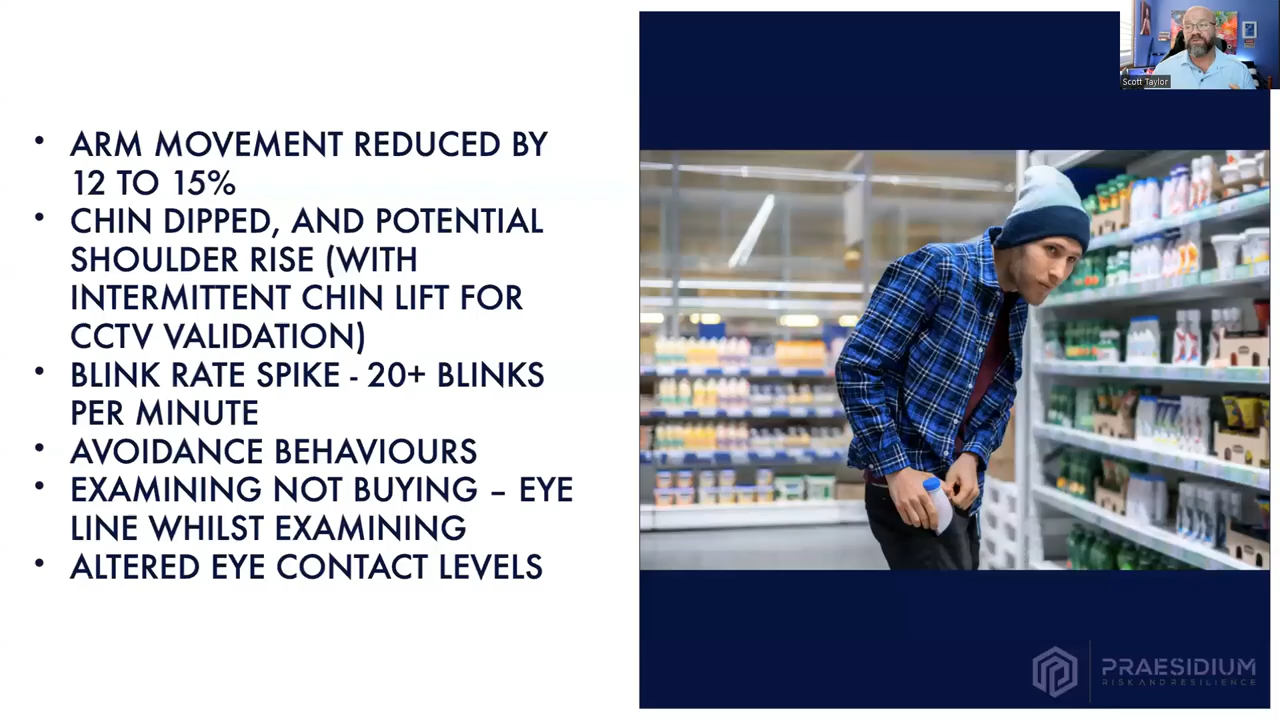 • ARM MOVEMENT REDUCED BY
12 TO 15%
• CHIN DIPPED, AND POTENTIAL
SHOULDER RISE (WITH
INTERMITTENT CHIN LIFT FOR
CCTV VALIDATION)
• BLINK RATE SPIKE - 20+ BLINKS
PER MINUTE
• AVOIDANCE BEHAVIOURS
• EXAMINING NOT BUYING – EYE
LINE WHILST EXAMINING
• ALTERED EYE CONTACT LEVELS
Scott Taylor
PRAESIDIUM
RISK AND RESILIENCE